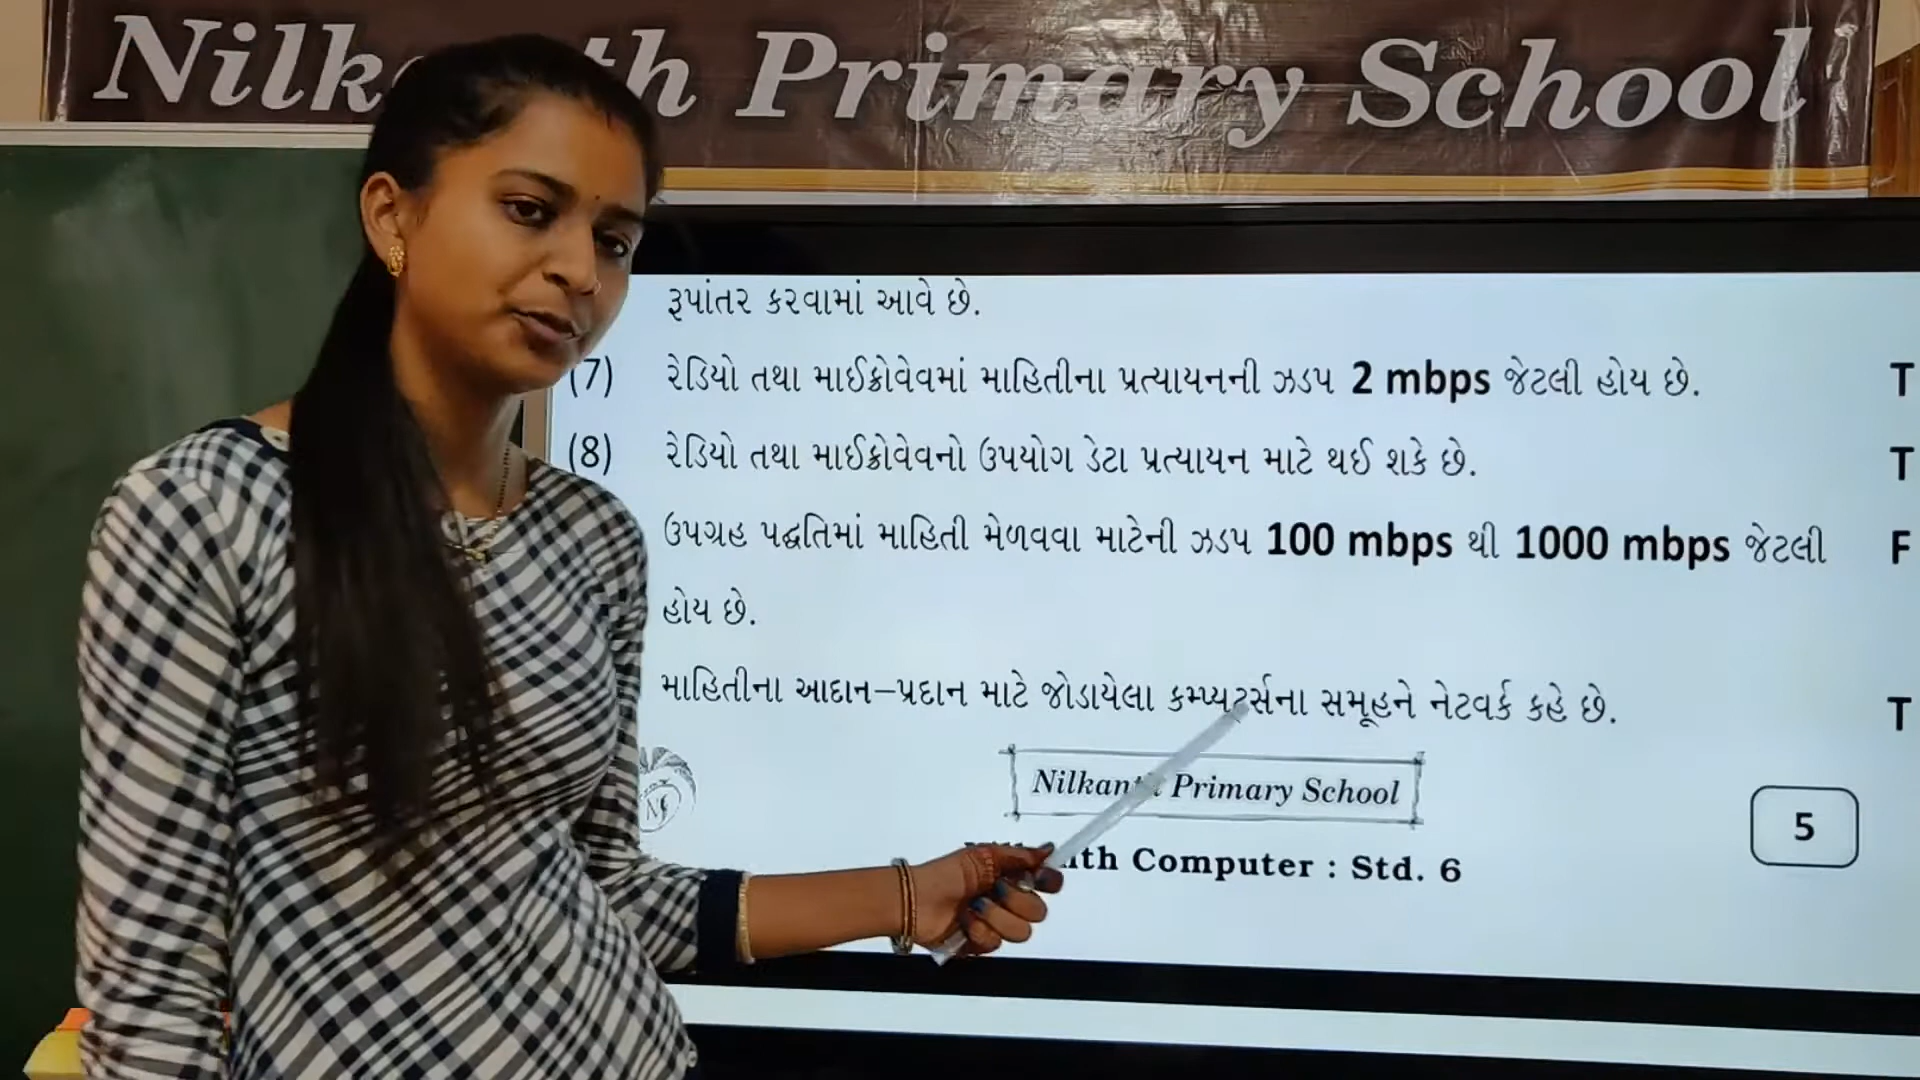 Primary School
રૂપાંતર કરવામાં આવે છે.
(7) રેડિયો તથા માઈક્રોવેવમાં માહિતીના પ્રત્યાયનની ઝડપ 2 mbps જેટલી હોય છે. T
(8) રેડિયો તથા માઈક્રોવેવનો ઉપયોગ ડેટા પ્રત્યાયન માટે થઈ શકે છે. T
ઉપગ્રહ પદ્ધતિમાં માહિતી મેળવવા માટેની ઝડપ 100 mbps થી 1000 mbps જેટલી F
હોય છે.
માહિતીના આદાન–પ્રદાન માટે જોડાયેલા કમ્પ્યૂટર્સના સમૂહને નેટવર્ક કહે છે. T
Primary School
5
Computer : Std. 6